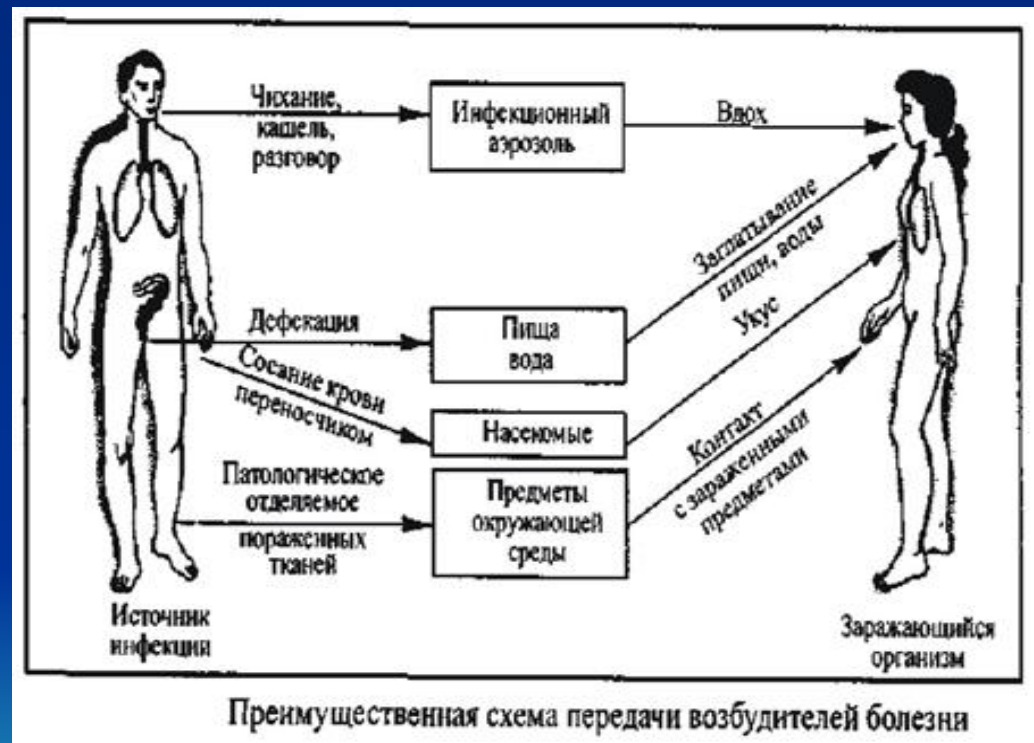 Чихание,
кашель,
разговор
Инфекционный
аэрозоль
Вдох
Заглатывание
пищи, воды
Дефекация
Пища
вода
Укус
Сосание крови
переносчиком
Насекомые
Контакт
с зараженными
предметами
Патологическое
отделяемое
пораженных
тканей
Предметы
окружающей
среды
Источник
инфекции
Заражающийся
организм
Преимущественная схема передачи возбудителей болезни